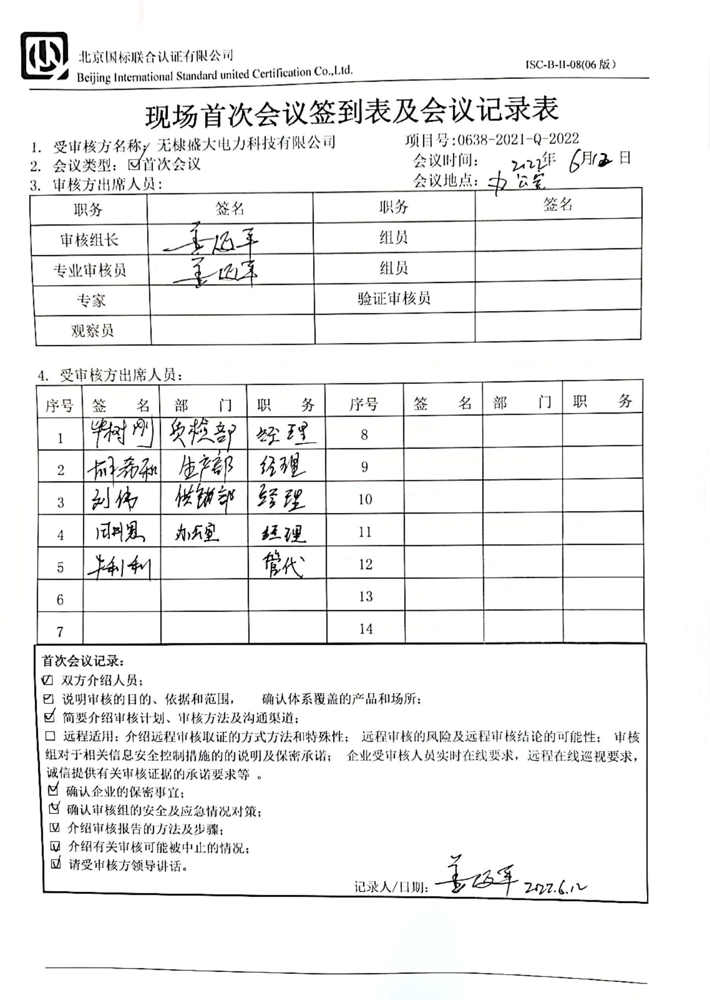 北京国标联合认证有限公司
Beijing International Standard united Certification Co.,Ltd.
ISC-B-II-08(06 版)
现场首次会议签到表及会议记录表
1. 受审核方名称: 无棣盛大电力科技有限公司 项目号:0638-2021-Q-2022
2. 会议类型: ☑首次会议 会议时间: 2022年 6月12日
3. 审核方出席人员: 会议地点: 办公室
职务 签名 职务 签名
审核组长 组员
专业审核员 组员
专家 验证审核员
观察员
4. 受审核方出席人员:
序号 签 名 部 门 职 务 序号 签 名 部 门 职 务
1 树刚 质检部 经理 8
2 生产部 经理 9
3 刘伟 供销部 经理 10
4 办公室 经理 11
5 利利 管代 12
6 13
7 14
首次会议记录:
☑ 双方介绍人员;
☑ 说明审核的目的、依据和范围, 确认体系覆盖的产品和场所;
☑ 简要介绍审核计划、审核方法及沟通渠道;
☐ 远程适用: 介绍远程审核取证的方式方法和特殊性; 远程审核的风险及远程审核结论的可能性; 审核
组对于相关信息安全控制措施的的说明及保密承诺; 企业受审核人员实时在线要求, 远程在线巡视要求,
诚信提供有关审核证据的承诺要求等 。
☑ 确认企业的保密事宜;
☑ 确认审核组的安全及应急情况对策;
☑ 介绍审核报告的方法及步骤;
☑ 介绍有关审核可能被中止的情况;
☑ 请受审核方领导讲话。
记录人/日期: 2022.6.12